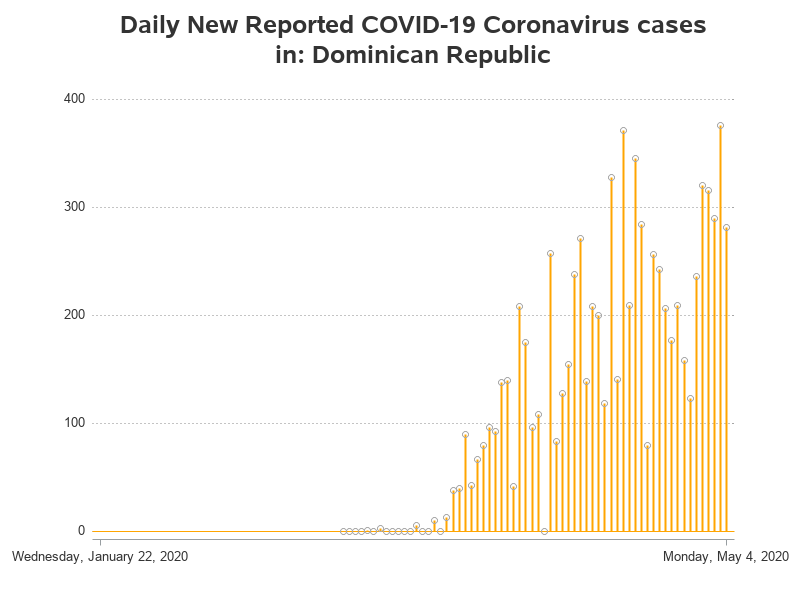 Daily New Reported COVID-19 Coronavirus cases
in: Dominican Republic
400
300
200
100
0
Wednesday, January 22, 2020
Monday, May 4, 2020